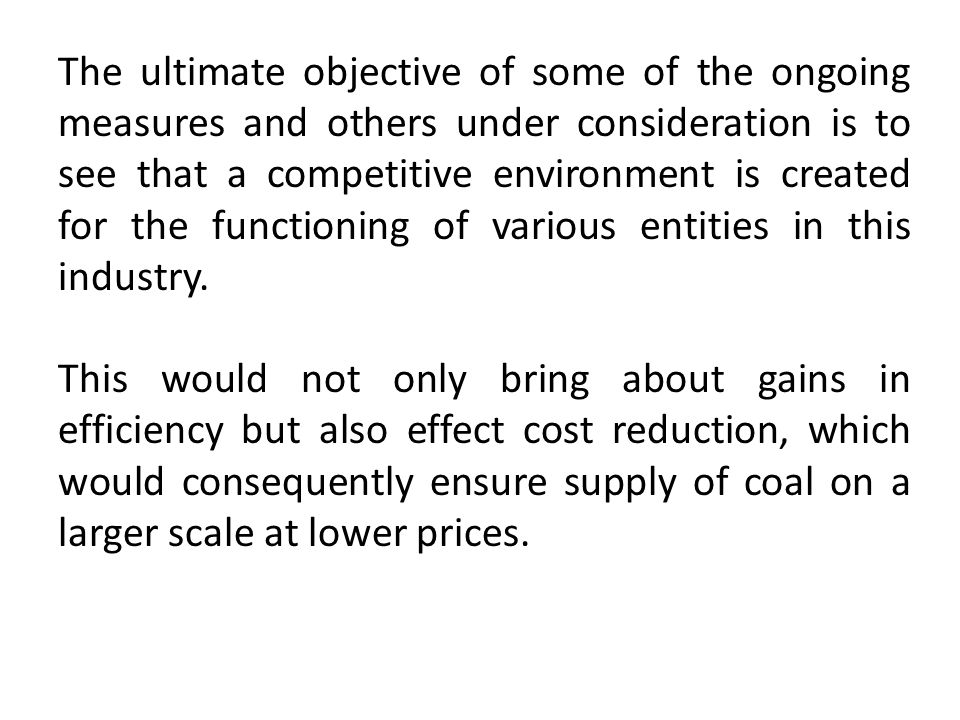 The ultimate objective of some of the ongoing
measures and others under consideration is to
see that a competitive environment is created
for the functioning of various entities in this
industry.
This would not only bring about gains in
efficiency but also effect cost reduction, which
would consequently ensure supply of coal on a
larger scale at lower prices.